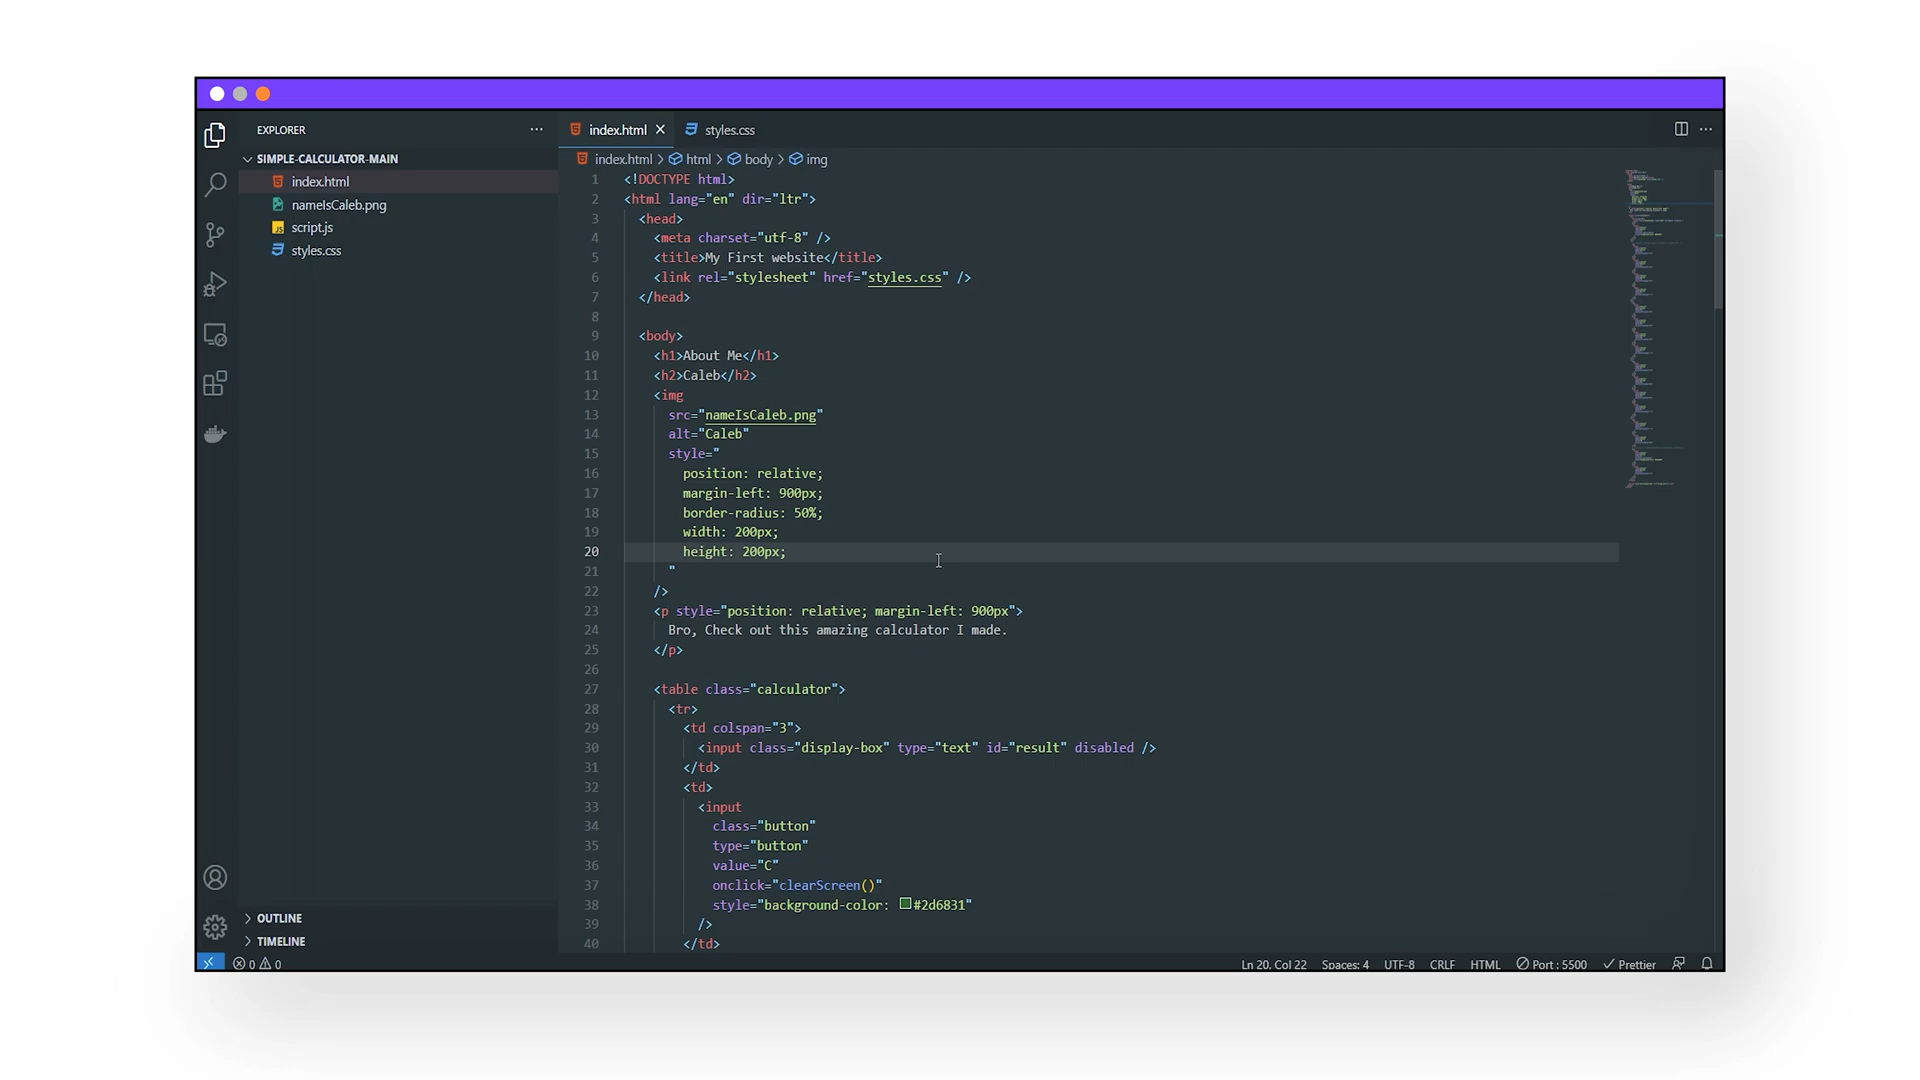 EXPLORER
SIMPLE-CALCULATOR-MAIN
index.html
nameIsCaleb.png
script.js
styles.css
OUTLINE
TIMELINE
index.html
styles.css
index.html > html > body > img
1 <!DOCTYPE html>
2 <html lang="en" dir="ltr">
3 <head>
4 <meta charset="utf-8" />
5 <title>My First website</title>
6 <link rel="stylesheet" href="styles.css" />
7 </head>
8
9 <body>
10 <h1>About Me</h1>
11 <h2>Caleb</h2>
12 <img
13 src="nameIsCaleb.png"
14 alt="Caleb"
15 style="
16 position: relative;
17 margin-left: 900px;
18 border-radius: 50%;
19 width: 200px;
20 height: 200px;
21 "
22 />
23 <p style="position: relative; margin-left: 900px">
24 Bro, Check out this amazing calculator I made.
25 </p>
26
27 <table class="calculator">
28 <tr>
29 <td colspan="3">
30 <input class="display-box" type="text" id="result" disabled />
31 </td>
32 <td>
33 <input
34 class="button"
35 type="button"
36 value="C"
37 onclick="clearScreen()"
38 style="background-color: #2d6831"
39 />
40 </td>
0 0
Ln 20, Col 22 Spaces: 4 UTF-8 CRLF HTML Port : 5500 Prettier